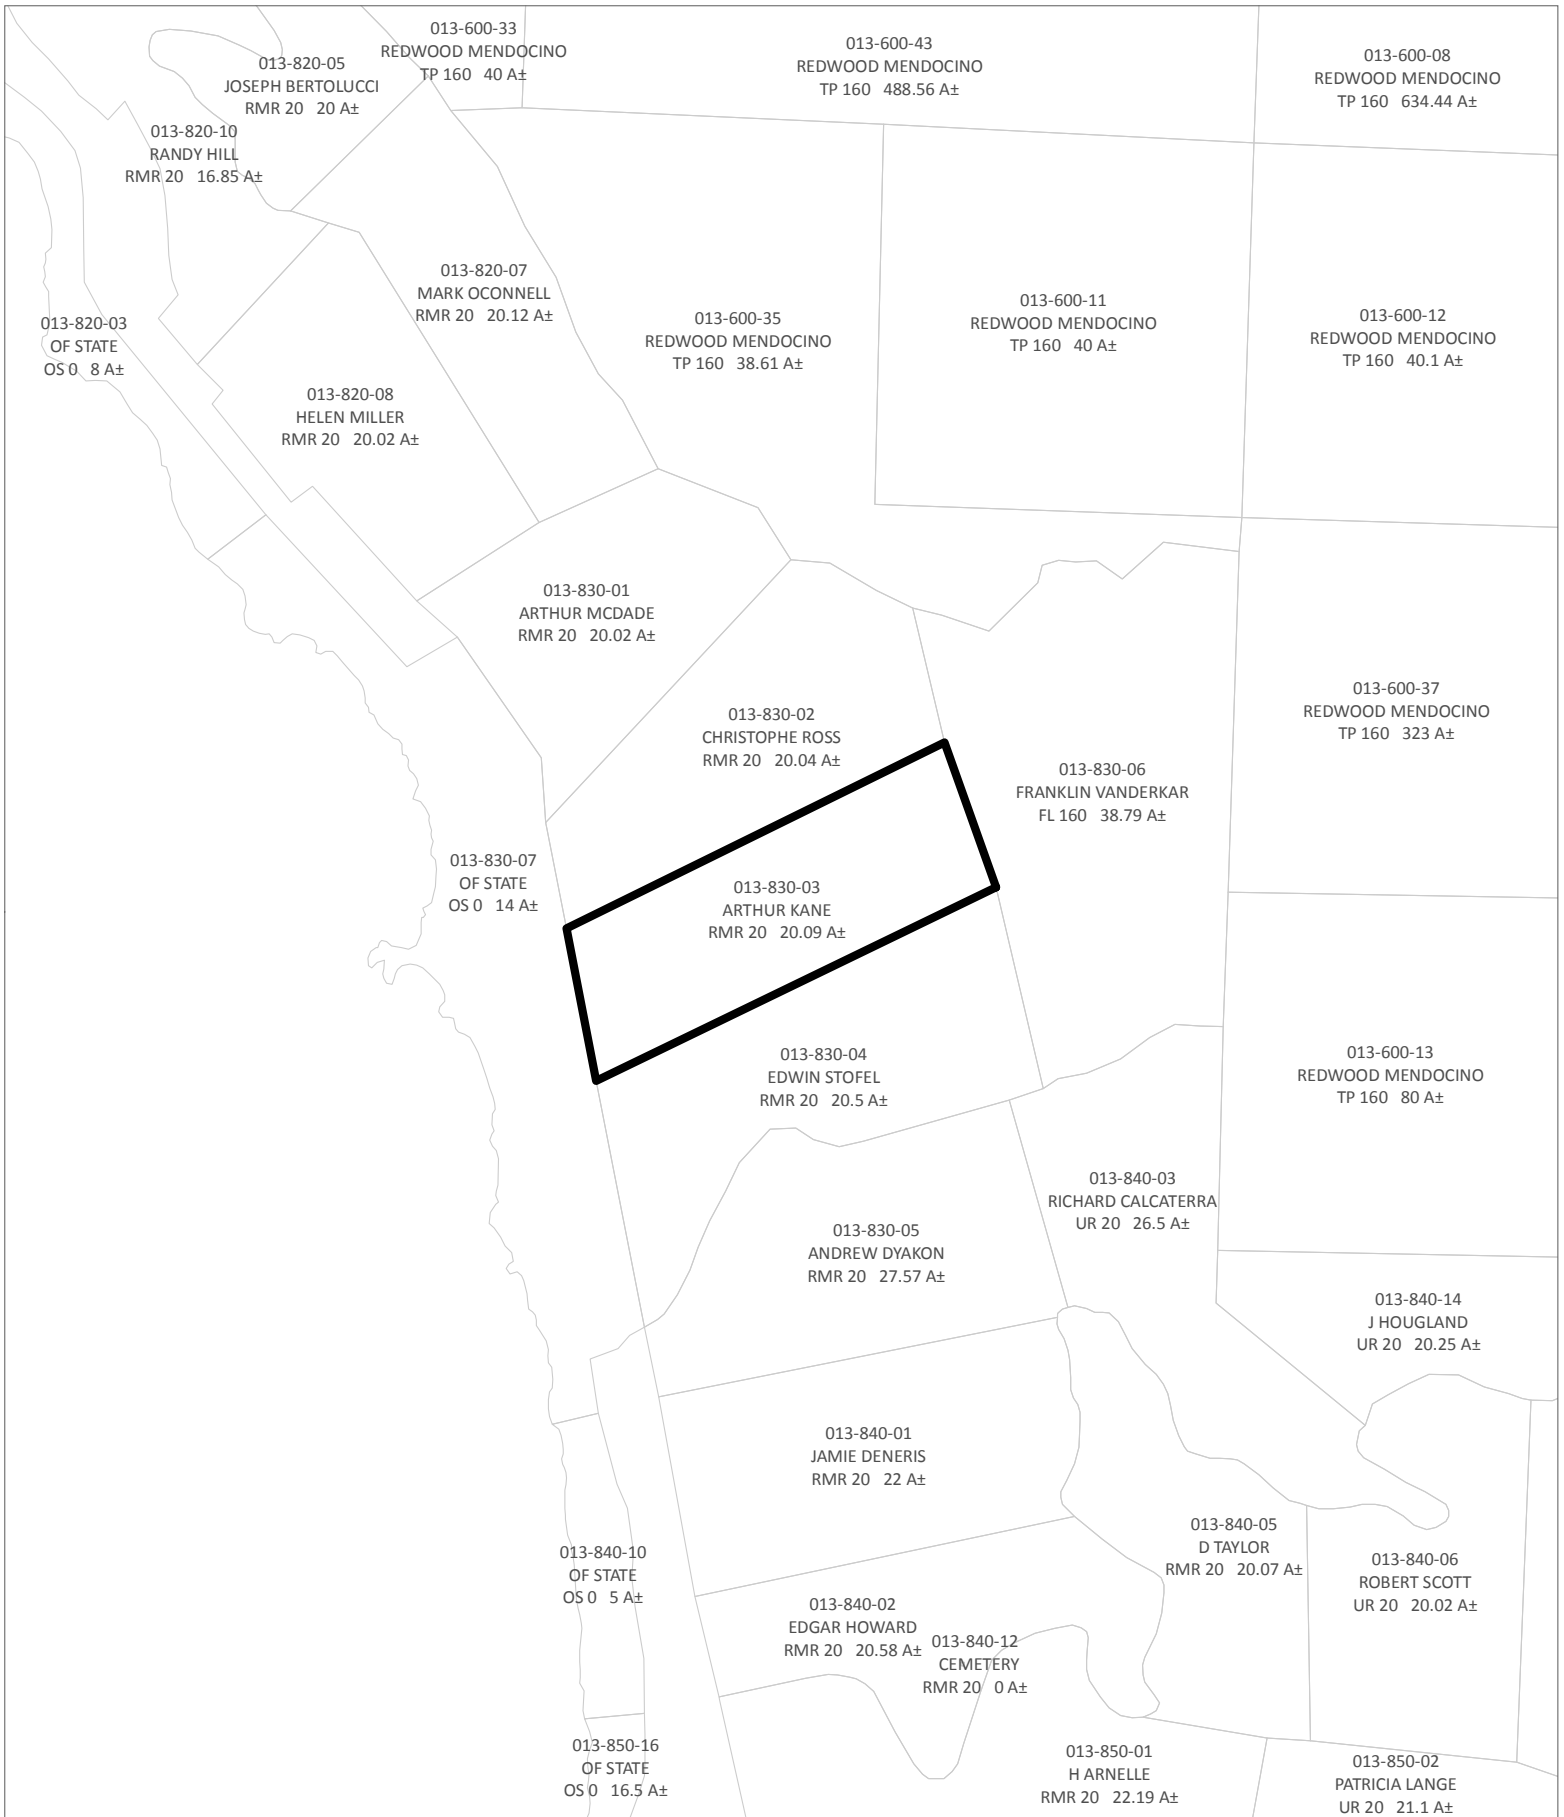 013-600-33
REDWOOD MENDOCINO
TP 160 40 A±
013-600-43
REDWOOD MENDOCINO
TP 160 488.56 A±
013-600-08
REDWOOD MENDOCINO
TP 160 634.44 A±
013-820-05
JOSEPH BERTOLUCCI
RMR 20 20 A±
013-820-10
RANDY HILL
RMR 20 16.85 A±
013-820-07
MARK OCONNELL
RMR 20 20.12 A±
013-820-03
OF STATE
OS 0 8 A±
013-600-35
REDWOOD MENDOCINO
TP 160 38.61 A±
013-600-11
REDWOOD MENDOCINO
TP 160 40 A±
013-600-12
REDWOOD MENDOCINO
TP 160 40.1 A±
013-820-08
HELEN MILLER
RMR 20 20.02 A±
013-830-01
ARTHUR MCDADE
RMR 20 20.02 A±
013-830-02
CHRISTOPHE ROSS
RMR 20 20.04 A±
013-600-37
REDWOOD MENDOCINO
TP 160 323 A±
013-830-06
FRANKLIN VANDERKAR
FL 160 38.79 A±
013-830-07
OF STATE
OS 0 14 A±
013-830-03
ARTHUR KANE
RMR 20 20.09 A±
013-830-04
EDWIN STOFEL
RMR 20 20.5 A±
013-600-13
REDWOOD MENDOCINO
TP 160 80 A±
013-840-03
RICHARD CALCATERRA
UR 20 26.5 A±
013-830-05
ANDREW DYAKON
RMR 20 27.57 A±
013-840-14
J HOUGLAND
UR 20 20.25 A±
013-840-01
JAMIE DENERIS
RMR 20 22 A±
013-840-10
OF STATE
OS 0 5 A±
013-840-05
D TAYLOR
RMR 20 20.07 A±
013-840-06
ROBERT SCOTT
UR 20 20.02 A±
013-840-02
EDGAR HOWARD
RMR 20 20.58 A±
013-840-12
CEMETERY
RMR 20 0 A±
013-850-16
OF STATE
OS 0 16.5 A±
013-850-01
H ARNELLE
RMR 20 22.19 A±
013-850-02
PATRICIA LANGE
UR 20 21.1 A±